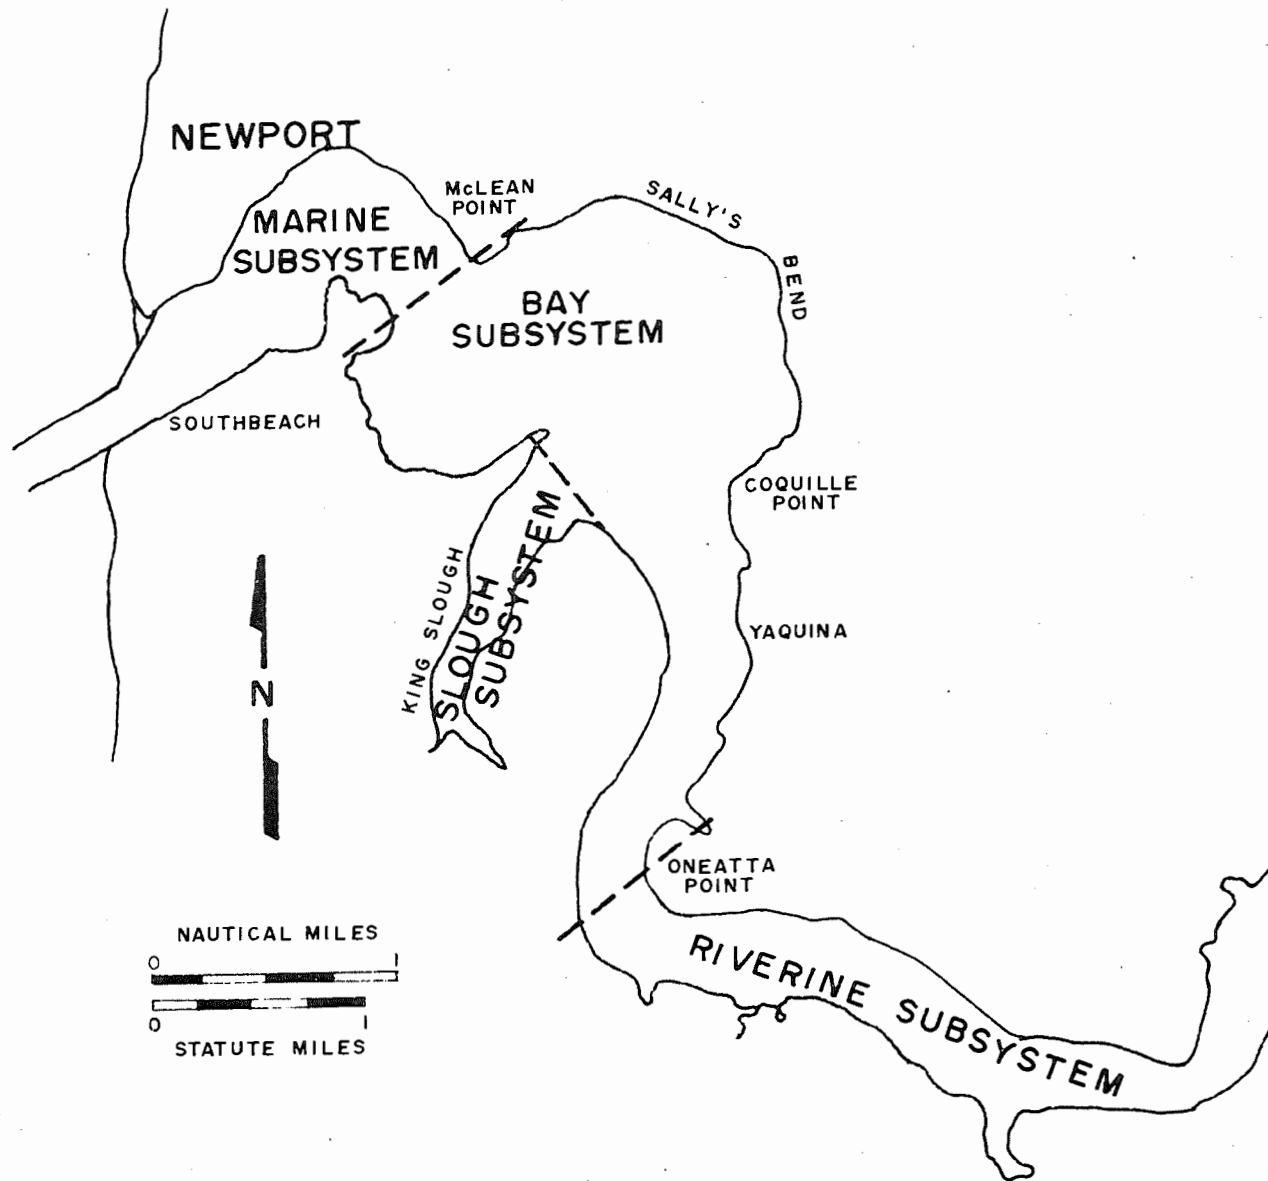 NEWPORT
McLEAN
POINT
SALLY'S
BEND
MARINE
SUBSYSTEM
BAY
SUBSYSTEM
SOUTHBEACH
COQUILLE
POINT
KING SLOUGH
SLOUGH
SUBSYSTEM
YAQUINA
N
ONEATTA
POINT
RIVERINE SUBSYSTEM
NAUTICAL MILES
0 1
0 1
STATUTE MILES